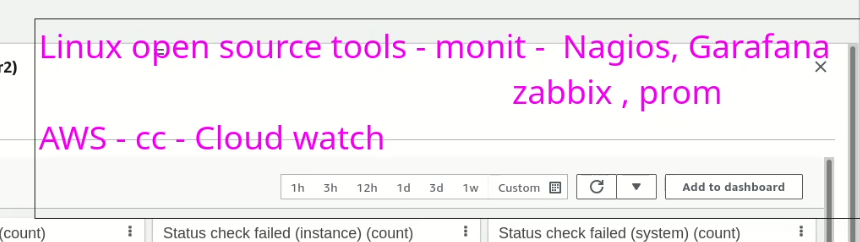 Linux open source tools - monit - Nagios, Garafana
r2)
zabbix , prom
AWS - cc - Cloud watch
1h 3h 12h 1d 3d 1w Custom Add to dashboard
(count) Status check failed (instance) (count) Status check failed (system) (count)